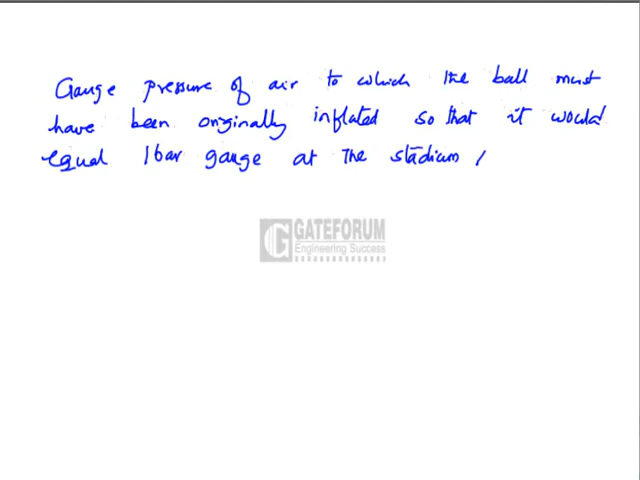 Gauge pressure of air to which the ball must
have been originally inflated so that it would
equal 1bar gauge at the stadium
GATEFORUM
Engineering Success